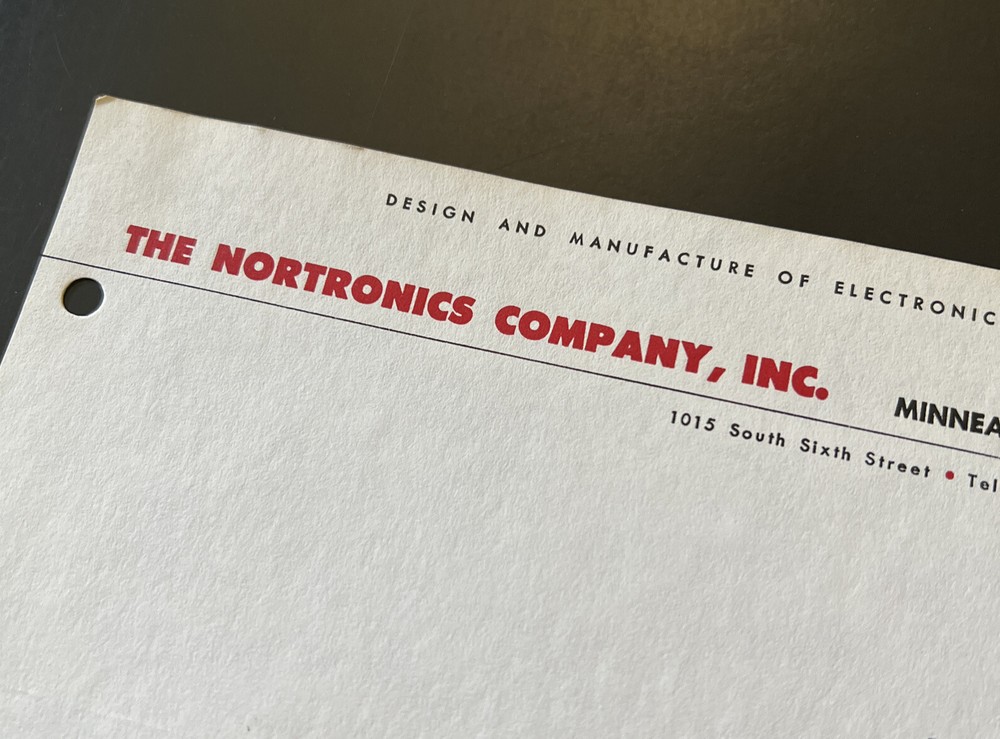 DESIGN AND MANUFACTURE OF ELECTRONIC
THE NORTRONICS COMPANY, INC. MINNEA
1015 South Sixth Street • Tel